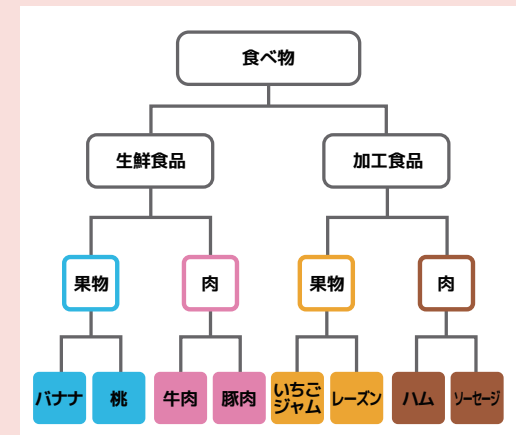 食べ物
生鮮食品
加工食品
果物
肉
果物
肉
バナナ
桃
牛肉
豚肉
いちご
ジャム
レーズン
ハム
ソーセージ